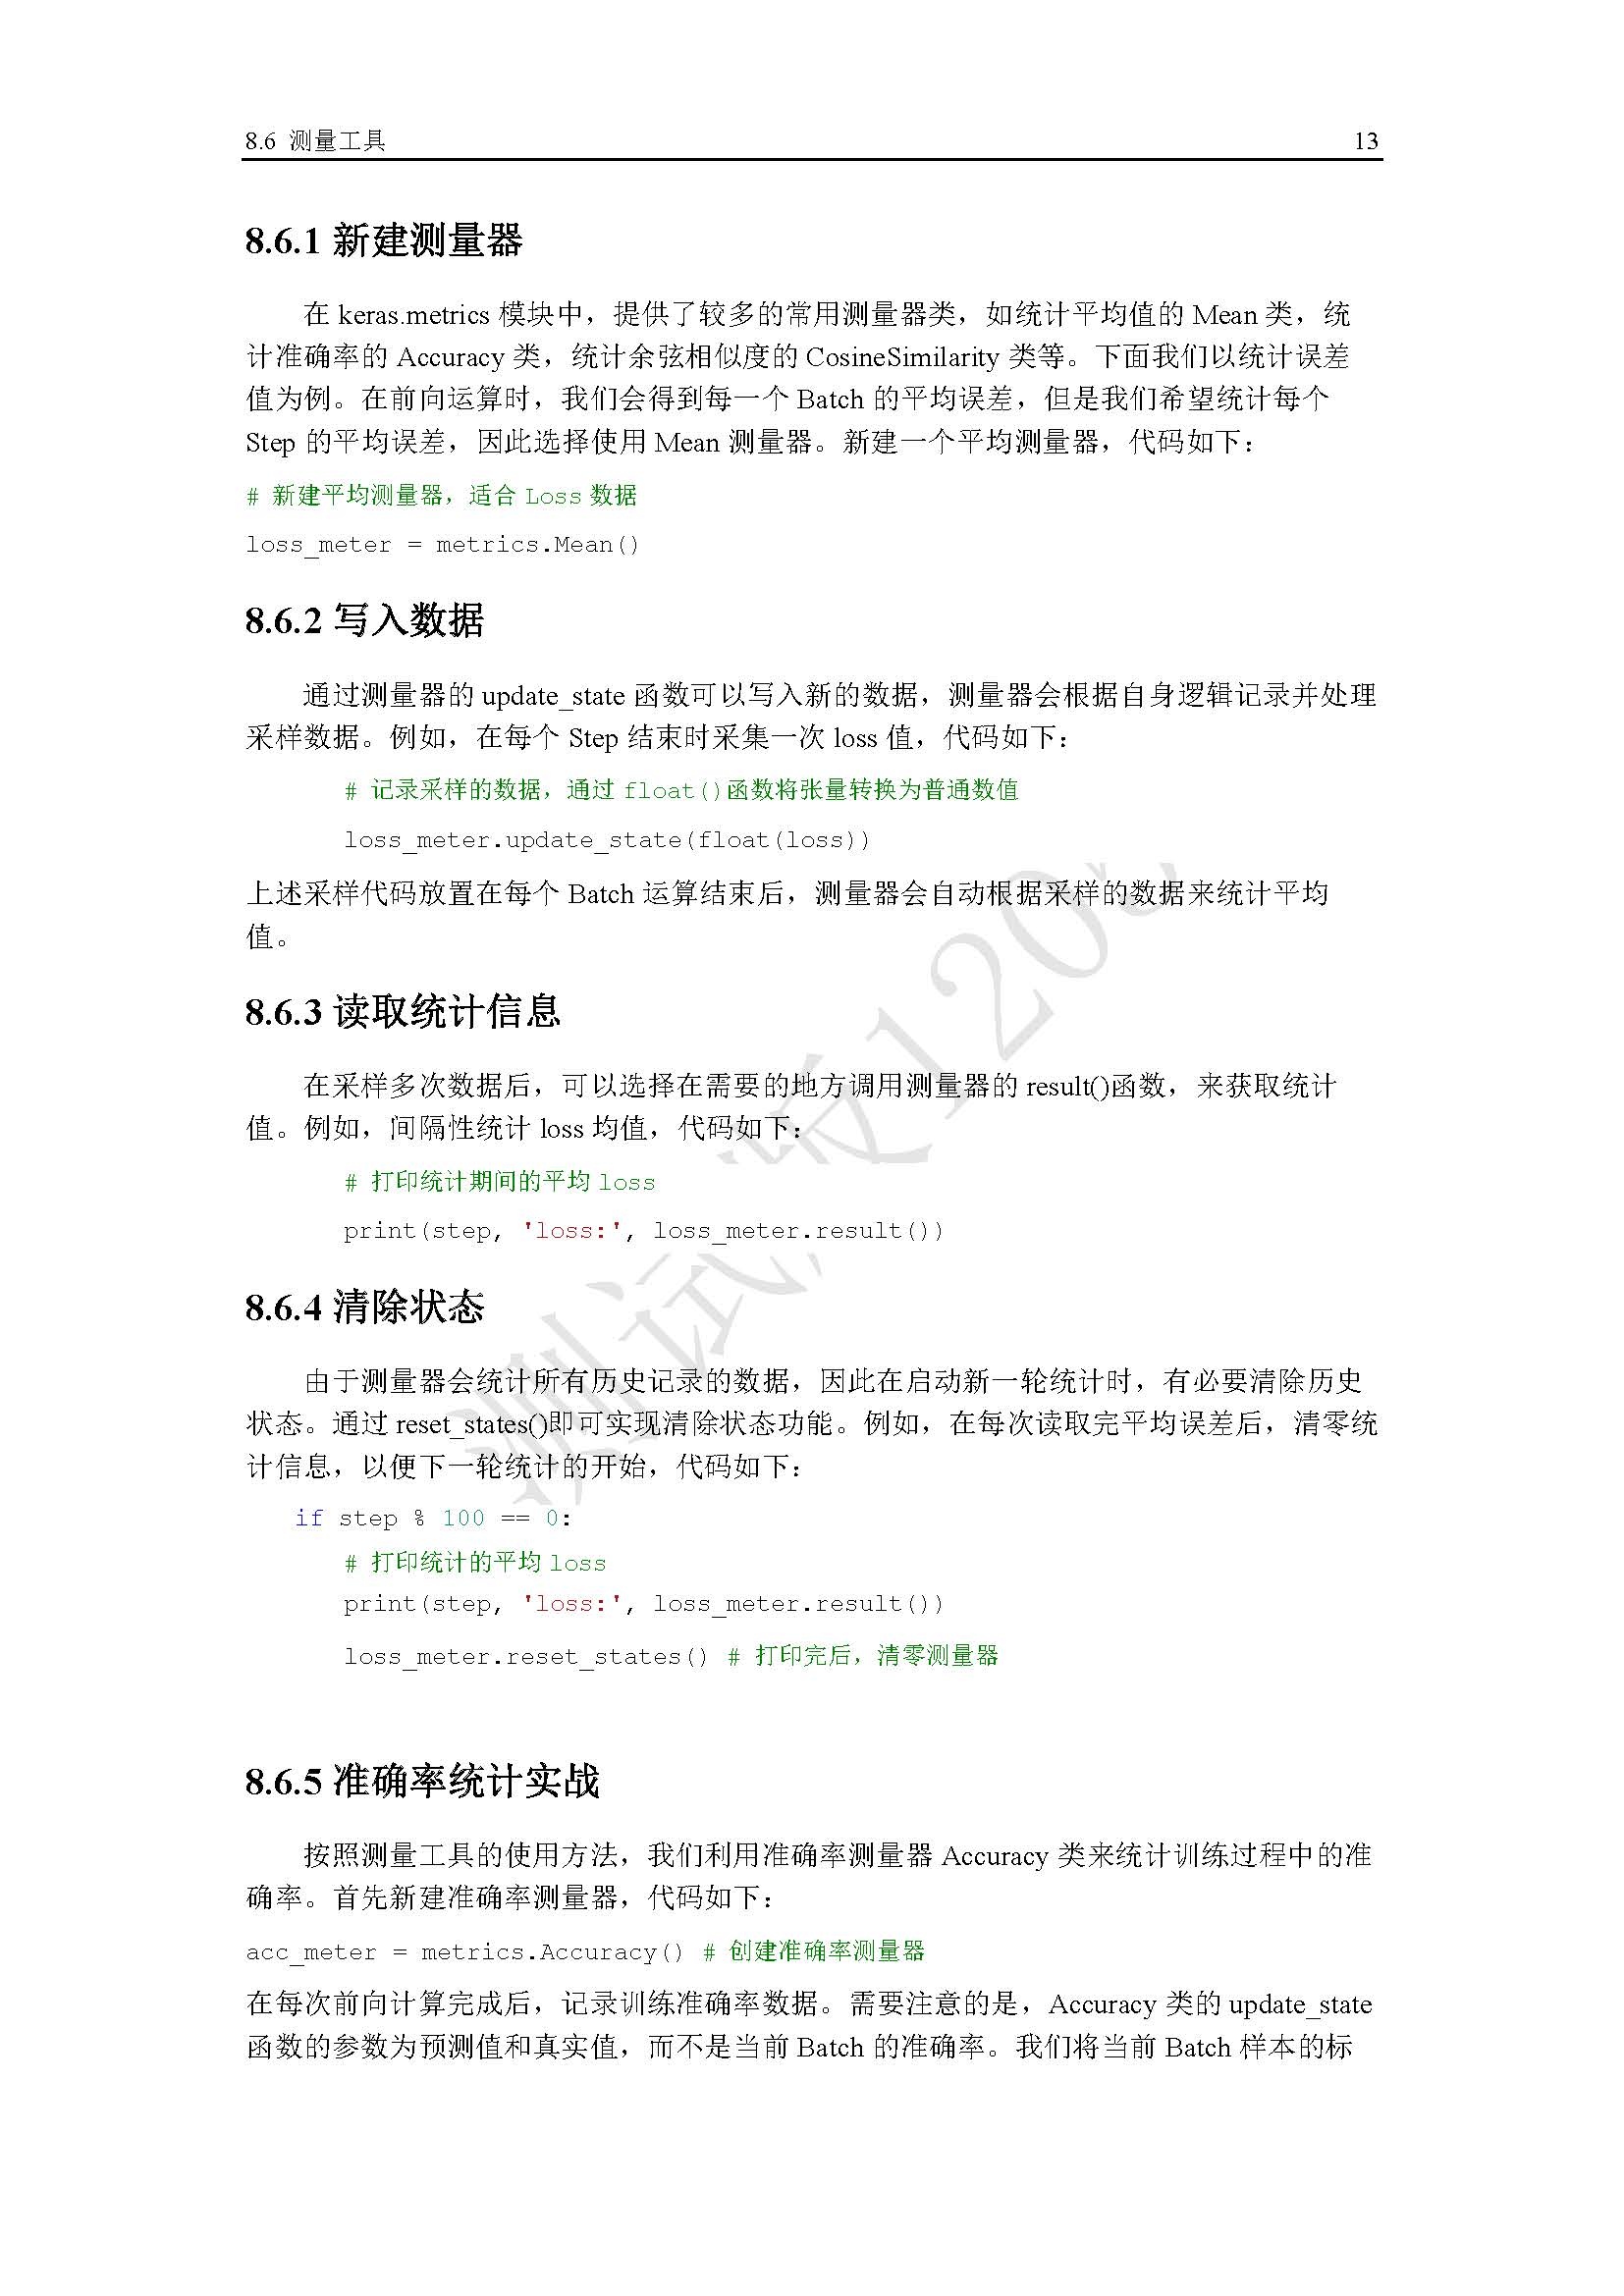 8.6 测量工具 13
8.6.1 新建测量器
在 keras.metrics 模块中，提供了较多的常用测量器类，如统计平均值的 Mean 类，统
计准确率的 Accuracy 类，统计余弦相似度的 CosineSimilarity 类等。下面我们以统计误差
值为例。在前向运算时，我们会得到每一个 Batch 的平均误差，但是我们希望统计每个
Step 的平均误差，因此选择使用 Mean 测量器。新建一个平均测量器，代码如下：
# 新建平均测量器，适合 Loss 数据
loss_meter = metrics.Mean()
8.6.2 写入数据
通过测量器的 update_state 函数可以写入新的数据，测量器会根据自身逻辑记录并处理
采样数据。例如，在每个 Step 结束时采集一次 loss 值，代码如下：
# 记录采样的数据，通过 float()函数将张量转换为普通数值
loss_meter.update_state(float(loss))
上述采样代码放置在每个 Batch 运算结束后，测量器会自动根据采样的数据来统计平均
值。
8.6.3 读取统计信息
在采样多次数据后，可以选择在需要的地方调用测量器的 result()函数，来获取统计
值。例如，间隔性统计 loss 均值，代码如下：
# 打印统计期间的平均 loss
print(step, 'loss:', loss_meter.result())
8.6.4 清除状态
由于测量器会统计所有历史记录的数据，因此在启动新一轮统计时，有必要清除历史
状态。通过 reset_states()即可实现清除状态功能。例如，在每次读取完平均误差后，清零统
计信息，以便下一轮统计的开始，代码如下：
if step % 100 == 0:
# 打印统计的平均 loss
print(step, 'loss:', loss_meter.result())
loss_meter.reset_states() # 打印完后，清零测量器
8.6.5 准确率统计实战
按照测量工具的使用方法，我们利用准确率测量器 Accuracy 类来统计训练过程中的准
确率。首先新建准确率测量器，代码如下：
acc_meter = metrics.Accuracy() # 创建准确率测量器
在每次前向计算完成后，记录训练准确率数据。需要注意的是，Accuracy 类的 update_state
函数的参数为预测值和真实值，而不是当前 Batch 的准确率。我们将当前 Batch 样本的标